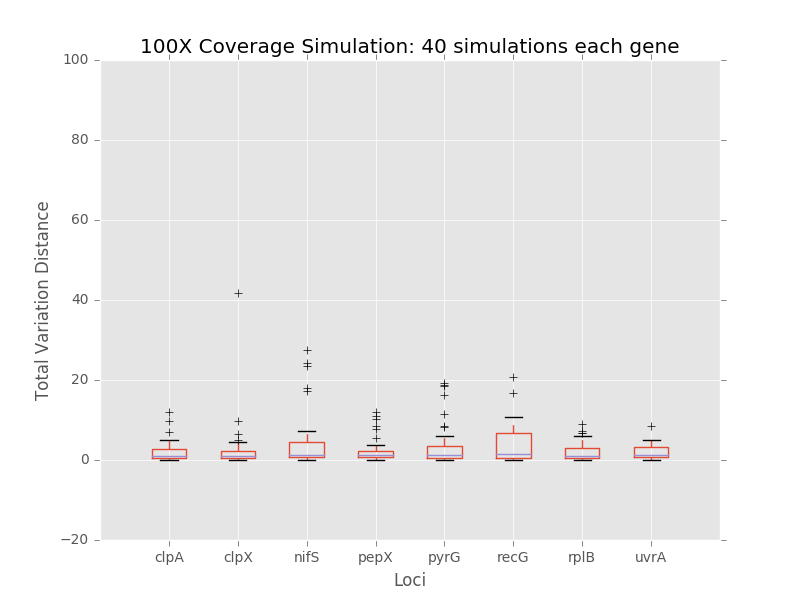 100X Coverage Simulation: 40 simulations each gene
100
80
60
40
20
0
−20
Total Variation Distance
clpA clpX nifS pepX pyrG recG rplB uvrA
Loci